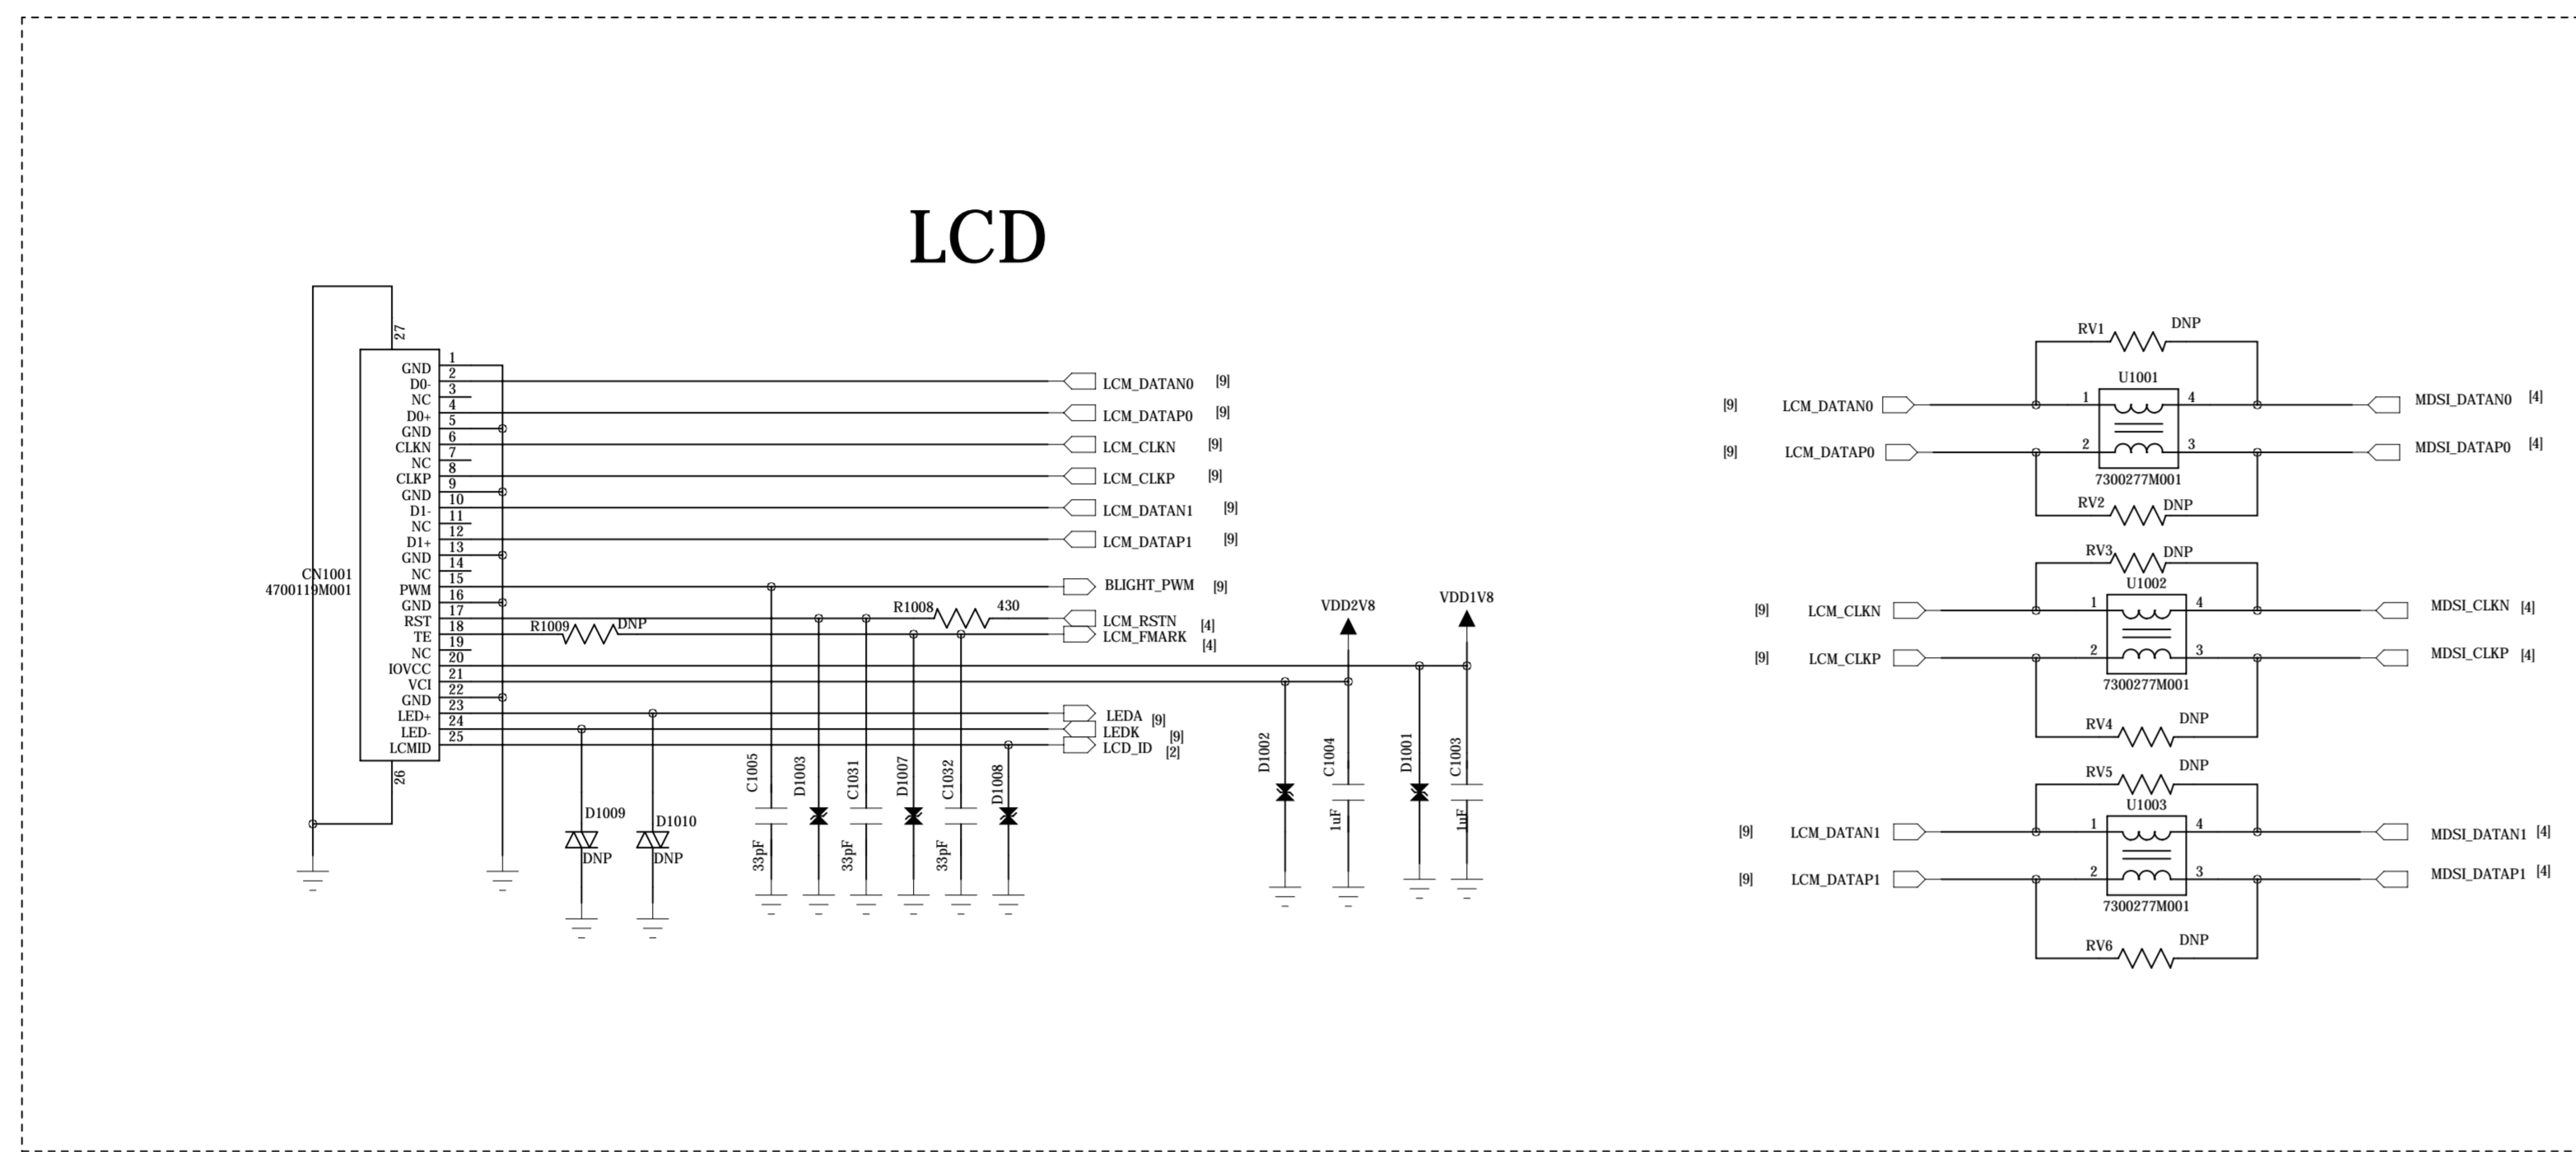 LCD
27
1
GND
2
D0-
3
NC
4
D0+
5
GND
6
CLKN
7
NC
8
CLKP
9
GND
10
D1-
11
NC
12
D1+
13
GND
14
NC
15
PWM
16
GND
17
RST
18
TE
19
NC
20
IOVCC
21
VCI
22
GND
23
LED+
24
LED-
25
LCMID
26
CN1001
4700119M001
LCM_DATAN0 [9]
LCM_DATAP0 [9]
LCM_CLKN [9]
LCM_CLKP [9]
LCM_DATAN1 [9]
LCM_DATAP1 [9]
BLIGHT_PWM [9]
R1008 430
LCM_RSTN [4]
R1009 DNP
LCM_FMARK [4]
LEDA [9]
LEDK [9]
LCD_ID [2]
VDD2V8
VDD1V8
D1009
DNP
D1010
DNP
C1005
33pF
D1003
C1031
33pF
D1007
C1032
33pF
D1008
D1002
C1004
1uF
D1001
C1003
1uF
RV1 DNP
U1001
[9] LCM_DATAN0 1 4 MDSI_DATAN0 [4]
[9] LCM_DATAP0 2 3 MDSI_DATAP0 [4]
7300277M001
RV2 DNP
RV3 DNP
U1002
[9] LCM_CLKN 1 4 MDSI_CLKN [4]
[9] LCM_CLKP 2 3 MDSI_CLKP [4]
7300277M001
RV4 DNP
RV5 DNP
U1003
[9] LCM_DATAN1 1 4 MDSI_DATAN1 [4]
[9] LCM_DATAP1 2 3 MDSI_DATAP1 [4]
7300277M001
RV6 DNP